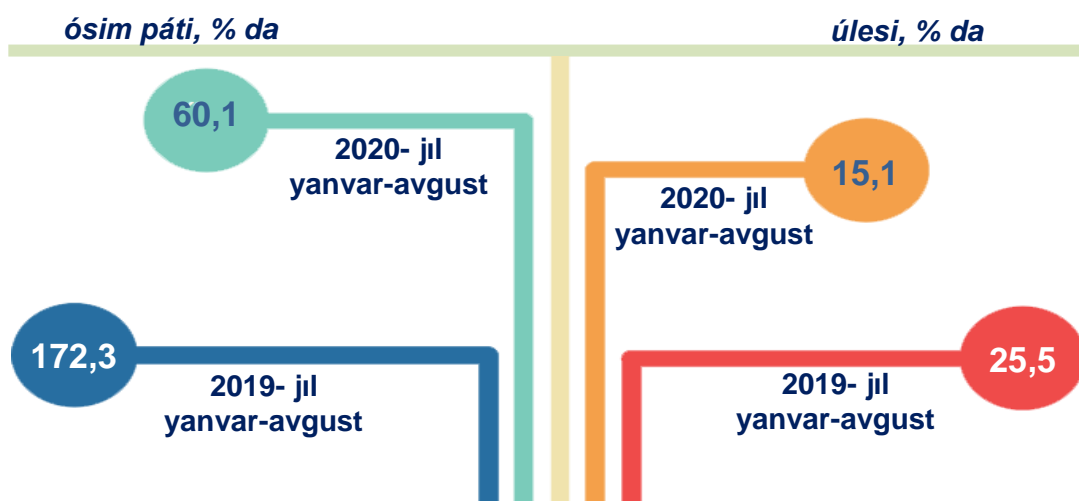 ósim páti, % da
úlesi, % da
60,1
2020- jıl
yanvar-avgust
15,1
2020- jıl
yanvar-avgust
172,3
2019- jıl
yanvar-avgust
25,5
2019- jıl
yanvar-avgust